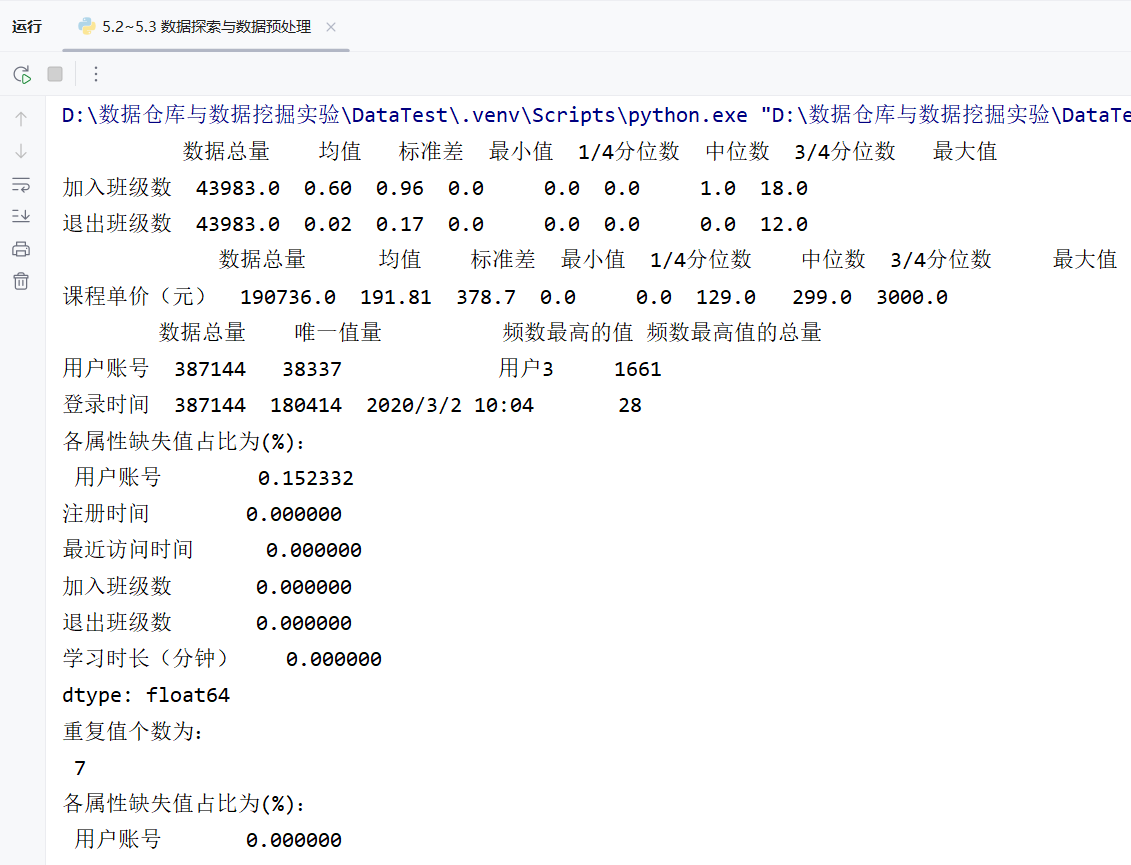 运行 5.2~5.3 数据探索与数据预处理
D:\数据仓库与数据挖掘实验\DataTest\.venv\Scripts\python.exe "D:\数据仓库与数据挖掘实验\DataTe
数据总量 均值 标准差 最小值 1/4分位数 中位数 3/4分位数 最大值
加入班级数 43983.0 0.60 0.96 0.0 0.0 0.0 1.0 18.0
退出班级数 43983.0 0.02 0.17 0.0 0.0 0.0 0.0 12.0
数据总量 均值 标准差 最小值 1/4分位数 中位数 3/4分位数 最大值
课程单价（元） 190736.0 191.81 378.7 0.0 0.0 129.0 299.0 3000.0
数据总量 唯一值量 频数最高的值 频数最高值的总量
用户账号 387144 38337 用户3 1661
登录时间 387144 180414 2020/3/2 10:04 28
各属性缺失值占比为(%):
用户账号 0.152332
注册时间 0.000000
最近访问时间 0.000000
加入班级数 0.000000
退出班级数 0.000000
学习时长（分钟） 0.000000
dtype: float64
重复值个数为:
7
各属性缺失值占比为(%):
用户账号 0.000000